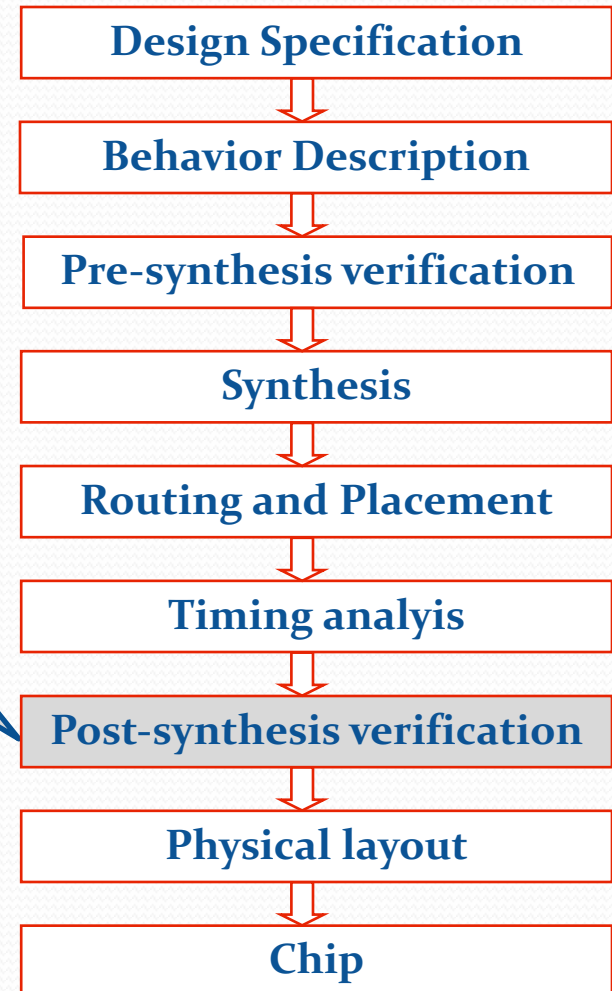 Design Specification
Behavior Description
Pre-synthesis verification
Synthesis
Routing and Placement
Timing analyis
Post-synthesis verification
Physical layout
Chip